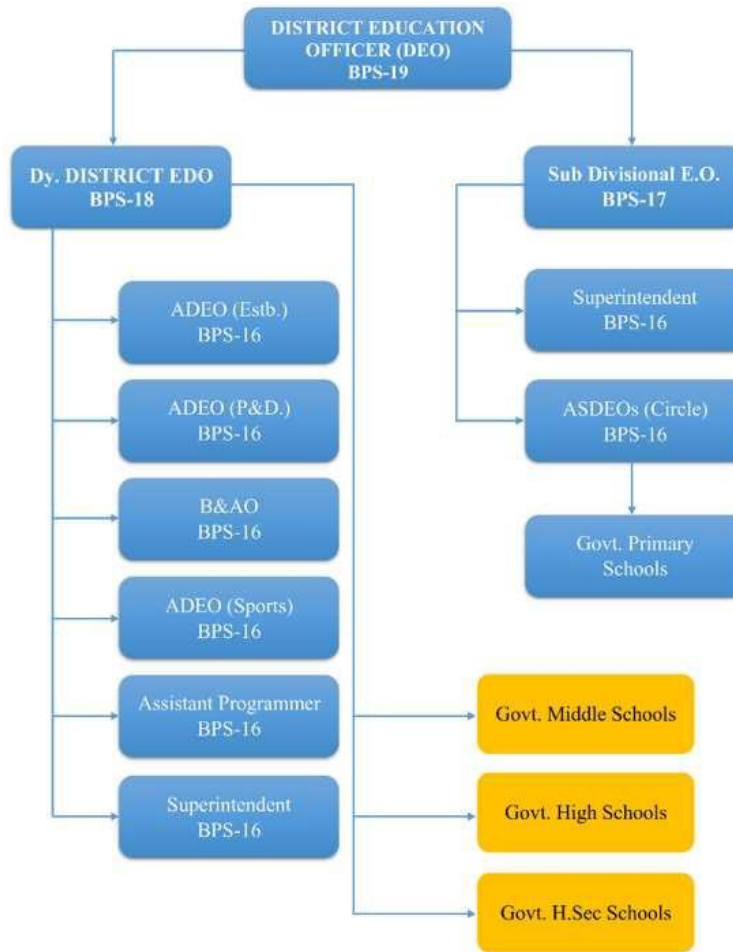 DISTRICT EDUCATION
OFFICER (DEO)
BPS-19
Dy. DISTRICT EDO
BPS-18
Sub Divisional E.O.
BPS-17
ADEO (Estb.)
BPS-16
ADEO (P&D.)
BPS-16
B&AO
BPS-16
ADEO (Sports)
BPS-16
Assistant Programmer
BPS-16
Superintendent
BPS-16
Superintendent
BPS-16
ASDEOs (Circle)
BPS-16
Govt. Primary
Schools
Govt. Middle Schools
Govt. High Schools
Govt. H.Sec Schools